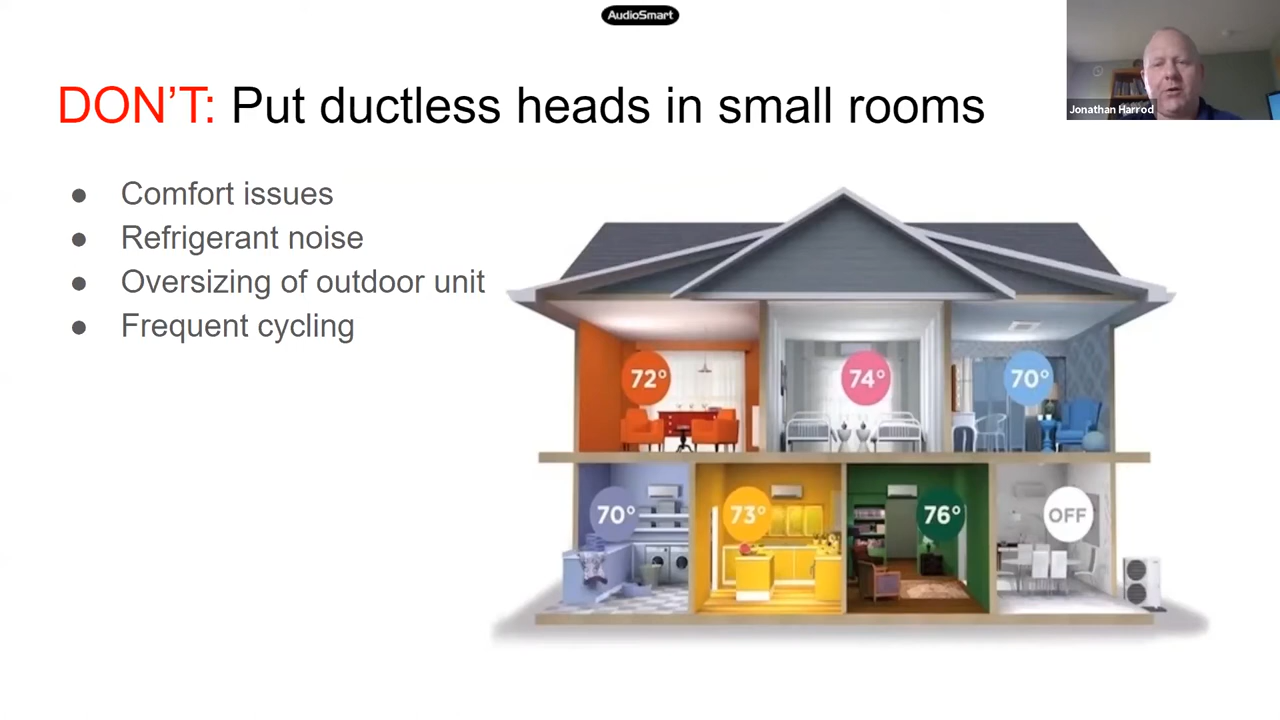 AudioSmart
Jonathan Harrod
DON’T: Put ductless heads in small rooms
● Comfort issues
● Refrigerant noise
● Oversizing of outdoor unit
● Frequent cycling
72°
74°
70°
70°
73°
76°
OFF